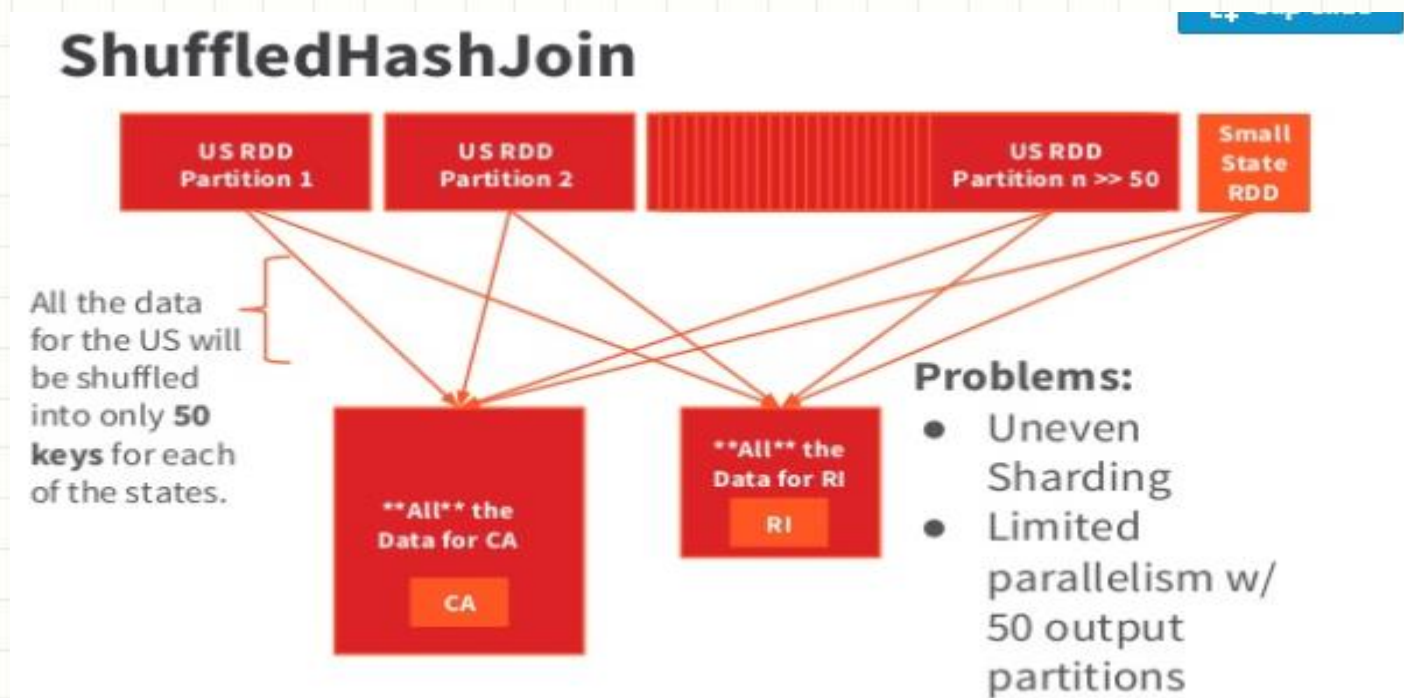 ShuffledHashJoin
US RDD
Partition 1
US RDD
Partition 2
US RDD
Partition n >> 50
Small
State
RDD
All the data
for the US will
be shuffled
into only 50
keys for each
of the states.
**All** the
Data for CA
CA
**All** the
Data for RI
RI
Problems:
● Uneven
Sharding
● Limited
parallelism w/
50 output
partitions